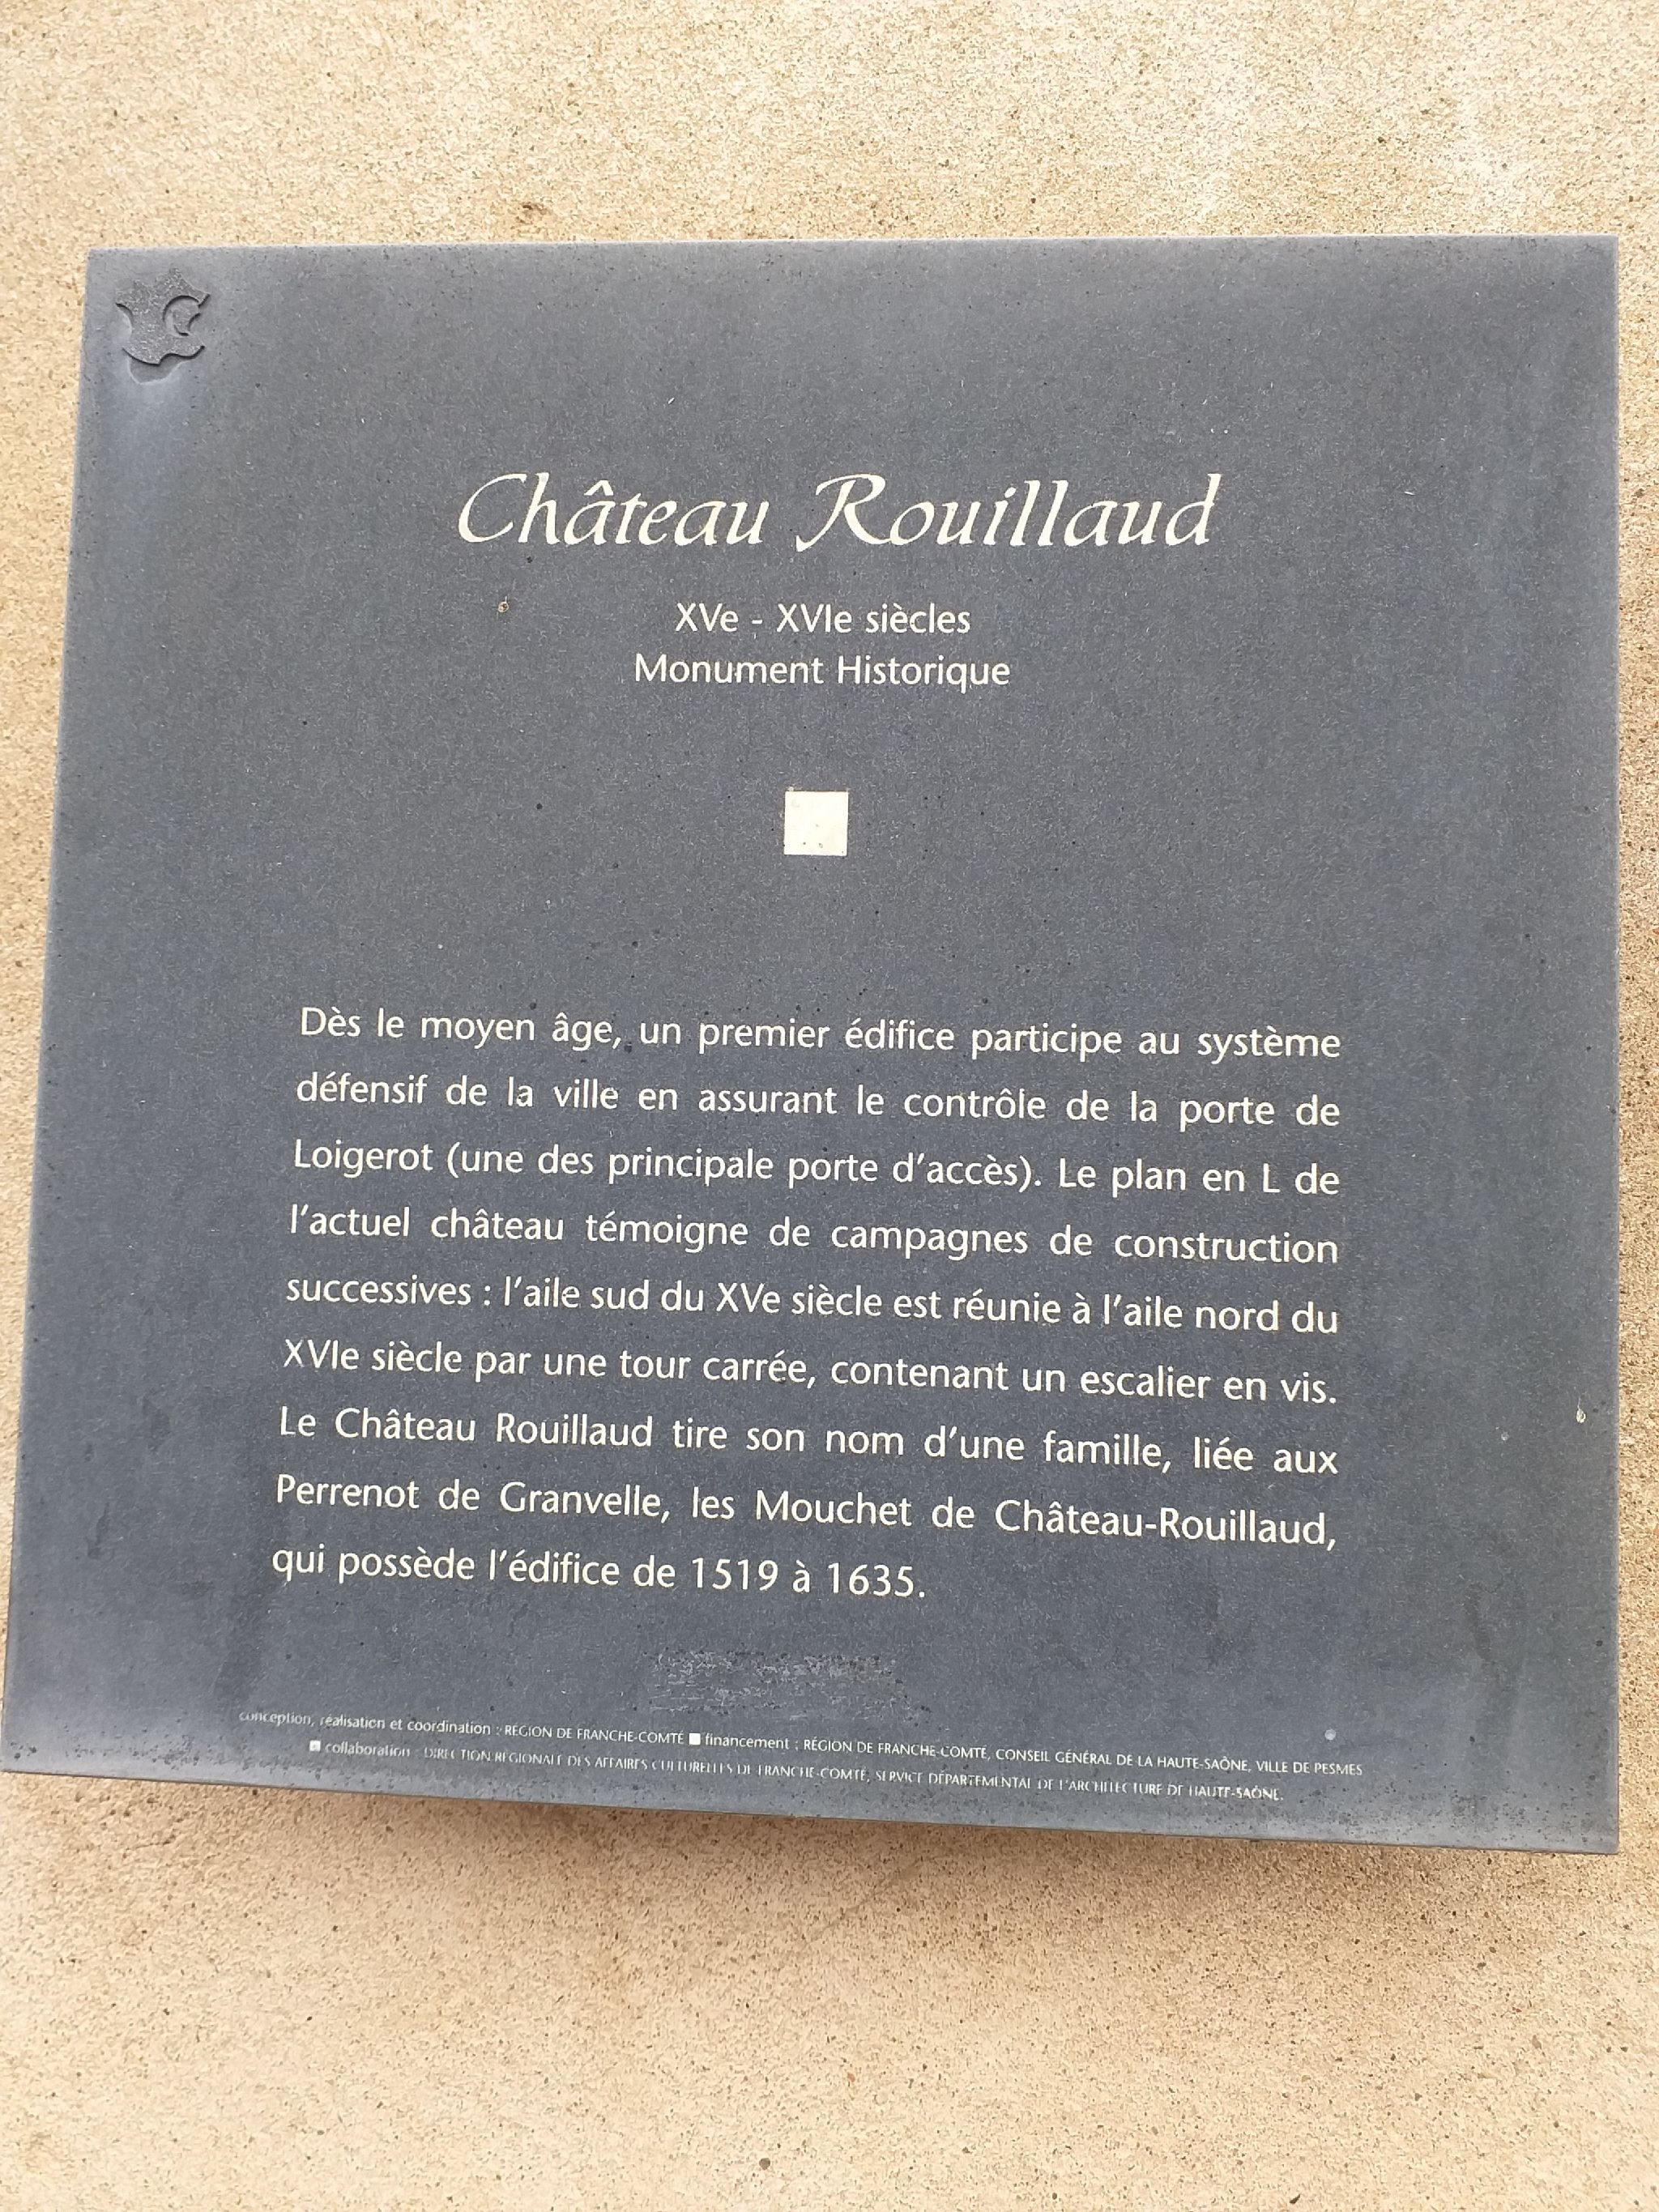 Château Rouillaud
XVe - XVIe siècles
Monument Historique
Dès le moyen âge, un premier édifice participe au système
défensif de la ville en assurant le contrôle de la porte de
Loigerot (une des principale porte d'accès). Le plan en L de
l'actuel château témoigne de campagnes de construction
successives : l'aile sud du XVe siècle est réunie à l'aile nord du
XVIe siècle par une tour carrée, contenant un escalier en vis.
Le Château Rouillaud tire son nom d'une famille, liée aux
Perrenot de Granvelle, les Mouchet de Château-Rouillaud,
qui possède l'édifice de 1519 à 1635.
conception, réalisation et coordination : RÉGION DE FRANCHE-COMTÉ ■ financement : RÉGION DE FRANCHE-COMTÉ, CONSEIL GÉNÉRAL DE LA HAUTE-SAÔNE, VILLE DE PESMES
■ collaboration : DIRECTION RÉGIONALE DES AFFAIRES CULTURELLES DE FRANCHE-COMTÉ, SERVICE DÉPARTEMENTAL DE L'ARCHITECTURE DE HAUTE-SAÔNE.